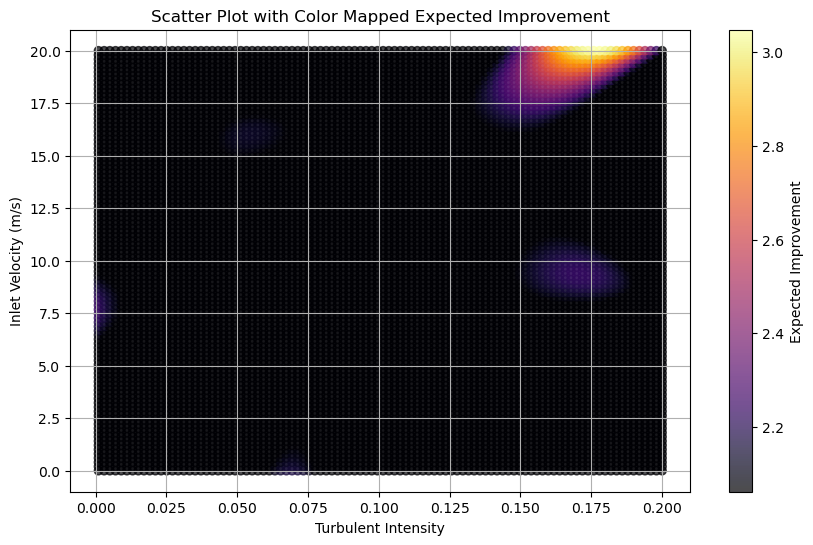 Scatter Plot with Color Mapped Expected Improvement
20.0
17.5
15.0
12.5
10.0
7.5
5.0
2.5
0.0
Inlet Velocity (m/s)
0.000 0.025 0.050 0.075 0.100 0.125 0.150 0.175 0.200
Turbulent Intensity
3.0
2.8
2.6
2.4
2.2
Expected Improvement